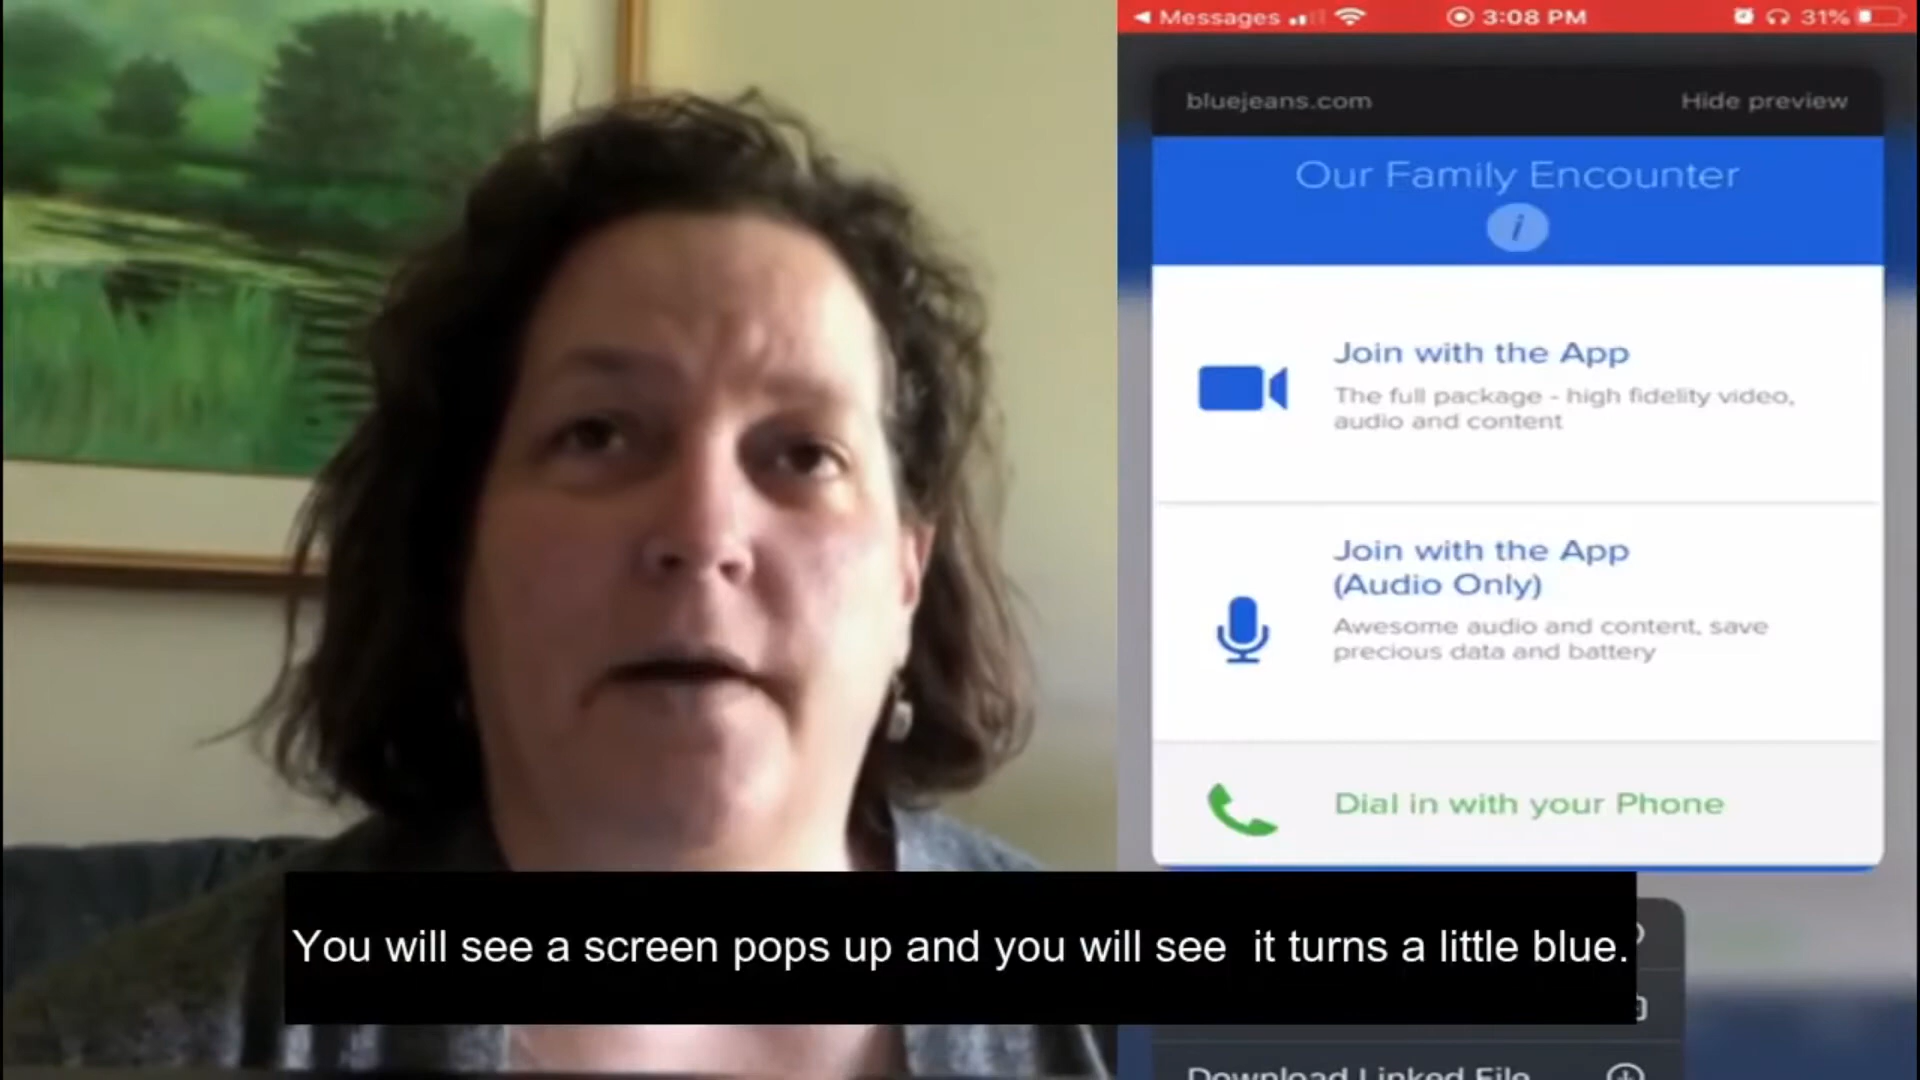 Messages 3:08 PM 31%
bluejeans.com Hide preview
Our Family Encounter
i
Join with the App
The full package - high fidelity video,
audio and content
Join with the App
(Audio Only)
Awesome audio and content, save
precious data and battery
Dial in with your Phone
You will see a screen pops up and you will see  it turns a little blue.
Download Linked File